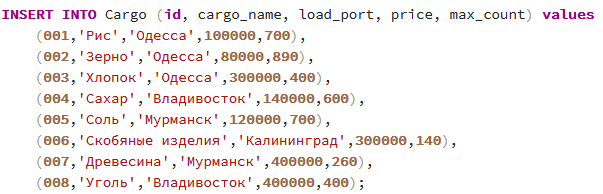 INSERT INTO Cargo (id, cargo_name, load_port, price, max_count) values
(001,'Рис','Одесса',100000,700),
(002,'Зерно','Одесса',80000,890),
(003,'Хлопок','Одесса',300000,400),
(004,'Сахар','Владивосток',140000,600),
(005,'Соль','Мурманск',120000,700),
(006,'Скобяные изделия','Калининград',300000,140),
(007,'Древесина','Мурманск',400000,260),
(008,'Уголь','Владивосток',400000,400);